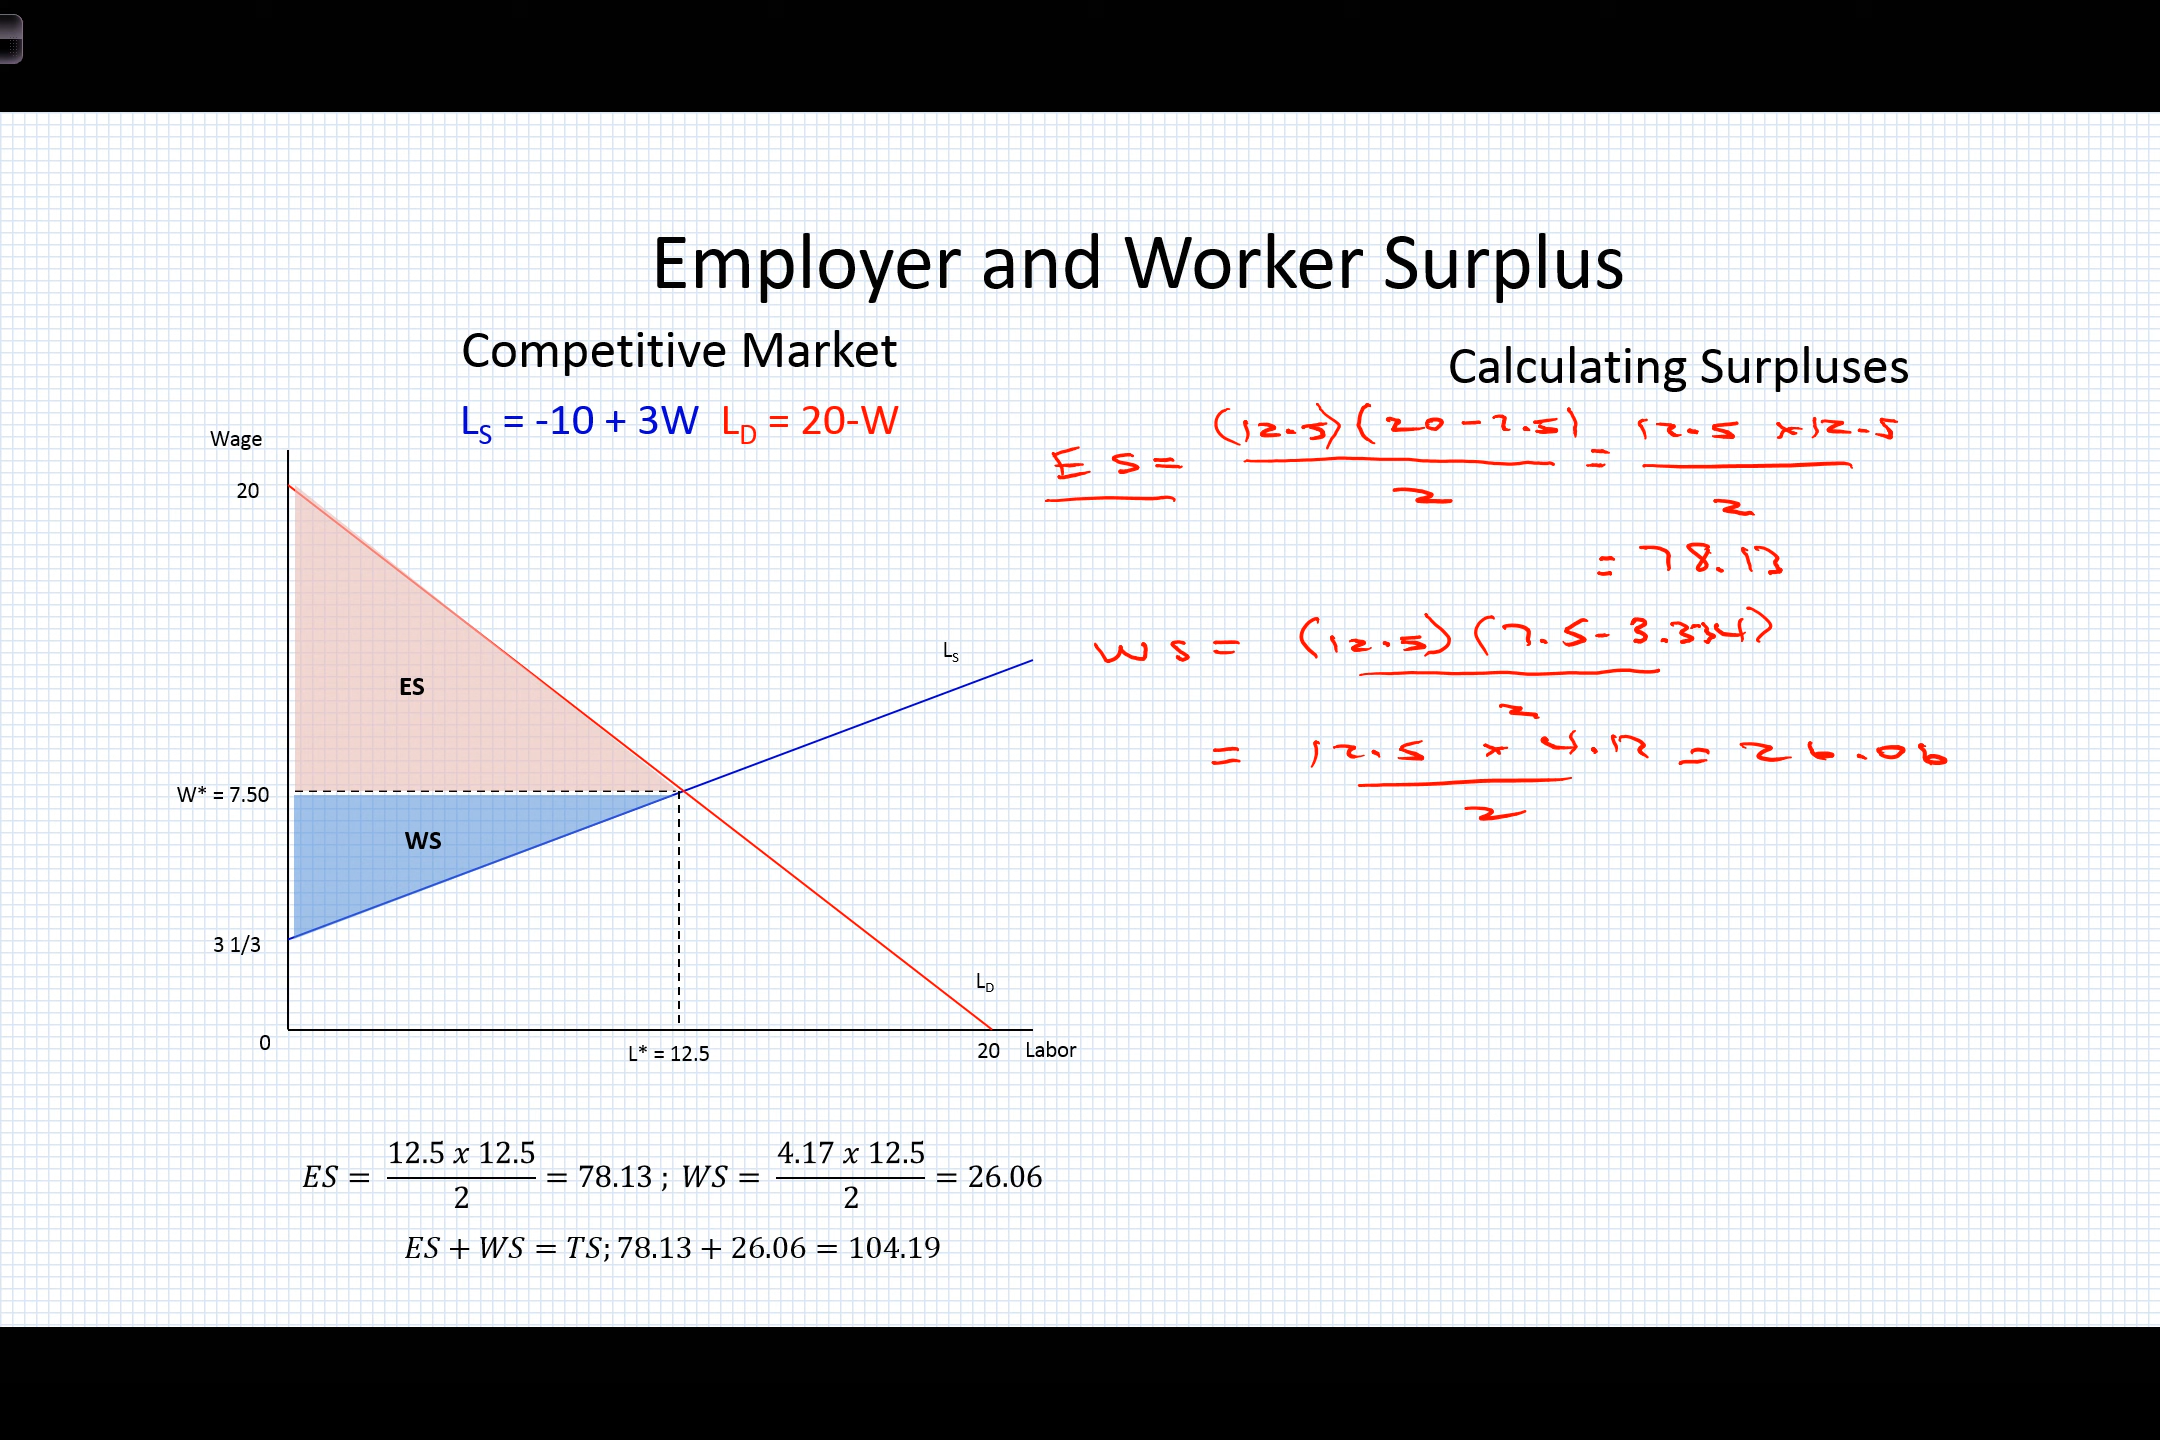 Employer and Worker Surplus
Competitive Market
L_S = -10 + 3W L_D = 20-W
Wage
20
ES
W* = 7.50
WS
3 1/3
0
L_S
L_D
L* = 12.5
20 Labor
ES = 12.5 x 12.5 / 2 = 78.13 ; WS = 4.17 x 12.5 / 2 = 26.06
ES + WS = TS; 78.13 + 26.06 = 104.19
Calculating Surpluses
ES = (12.5)(20-7.5) / 2 = 12.5 x 12.5 / 2
= 78.13
WS = (12.5)(7.5-3.334) / 2
= 12.5 x 4.17 / 2 = 26.06